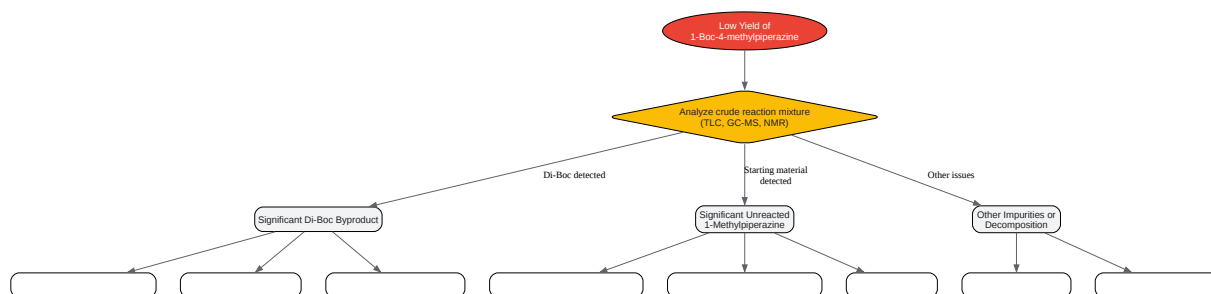 Low Yield of
1-Boc-4-methylpiperazine
Analyze crude reaction mixture
(TLC, GC-MS, NMR)
Di-Boc detected
Starting material
detected
Other issues
Significant Di-Boc Byproduct
Significant Unreacted
1-Methylpiperazine
Other Impurities or
Decomposition